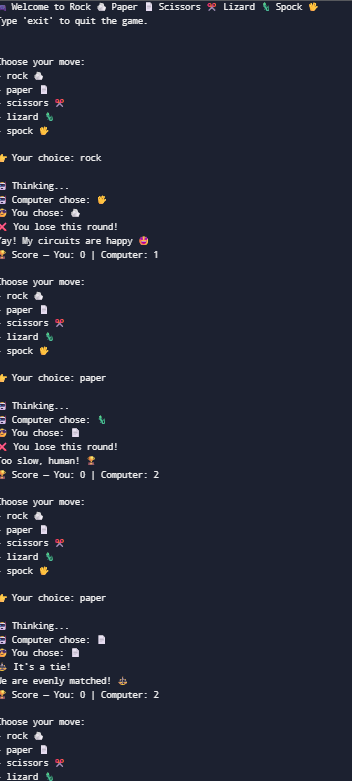 Welcome to Rock 🪨 Paper 📄 Scissors ✂️ Lizard 🦎 Spock 🖖
Type 'exit' to quit the game.
Choose your move:
- rock 🪨
- paper 📄
- scissors ✂️
- lizard 🦎
- spock 🖖
👉 Your choice: rock
🤖 Thinking...
🤖 Computer chose: 🖖
🧑 You chose: 🪨
❌ You lose this round!
Yay! My circuits are happy 🤩
🏆 Score — You: 0 | Computer: 1
Choose your move:
- rock 🪨
- paper 📄
- scissors ✂️
- lizard 🦎
- spock 🖖
👉 Your choice: paper
🤖 Thinking...
🤖 Computer chose: 🦎
🧑 You chose: 📄
❌ You lose this round!
Too slow, human! 🏆
🏆 Score — You: 0 | Computer: 2
Choose your move:
- rock 🪨
- paper 📄
- scissors ✂️
- lizard 🦎
- spock 🖖
👉 Your choice: paper
🤖 Thinking...
🤖 Computer chose: 📄
🧑 You chose: 📄
🤝 It's a tie!
We are evenly matched! 🤝
🏆 Score — You: 0 | Computer: 2
Choose your move:
- rock 🪨
- paper 📄
- scissors ✂️
- lizard 🦎